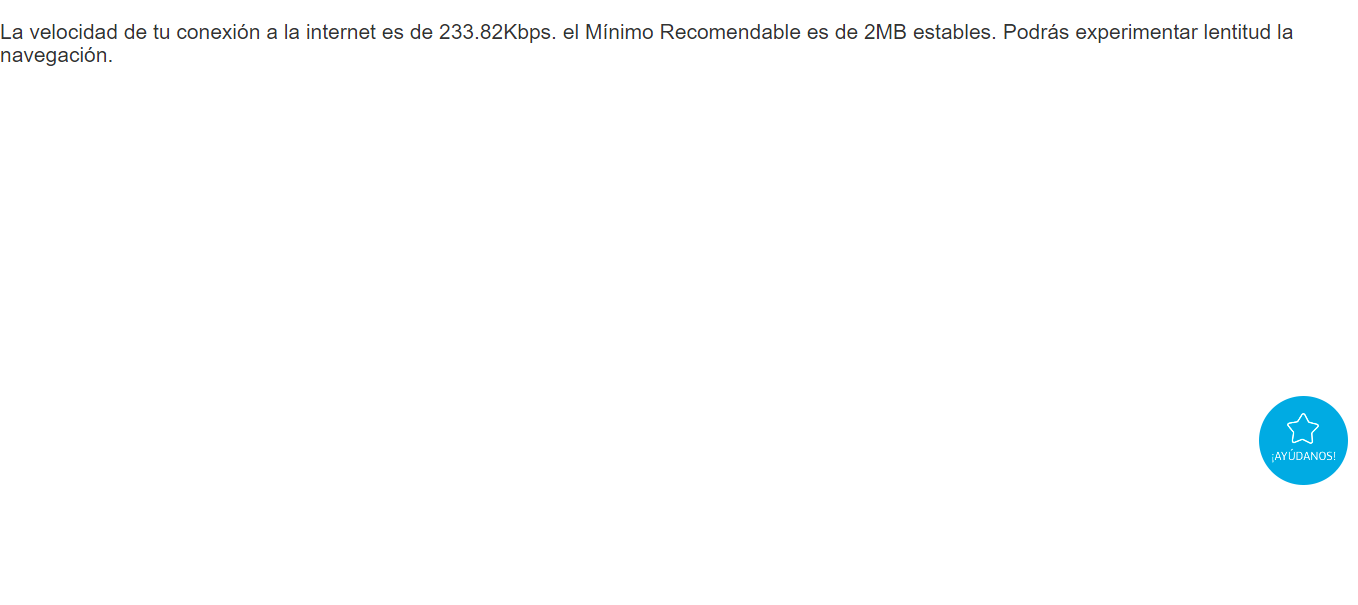 La velocidad de tu conexión a la internet es de 233.82Kbps. el Mínimo Recomendable es de 2MB estables. Podrás experimentar lentitud la
navegación.
¡AYÚDANOS!